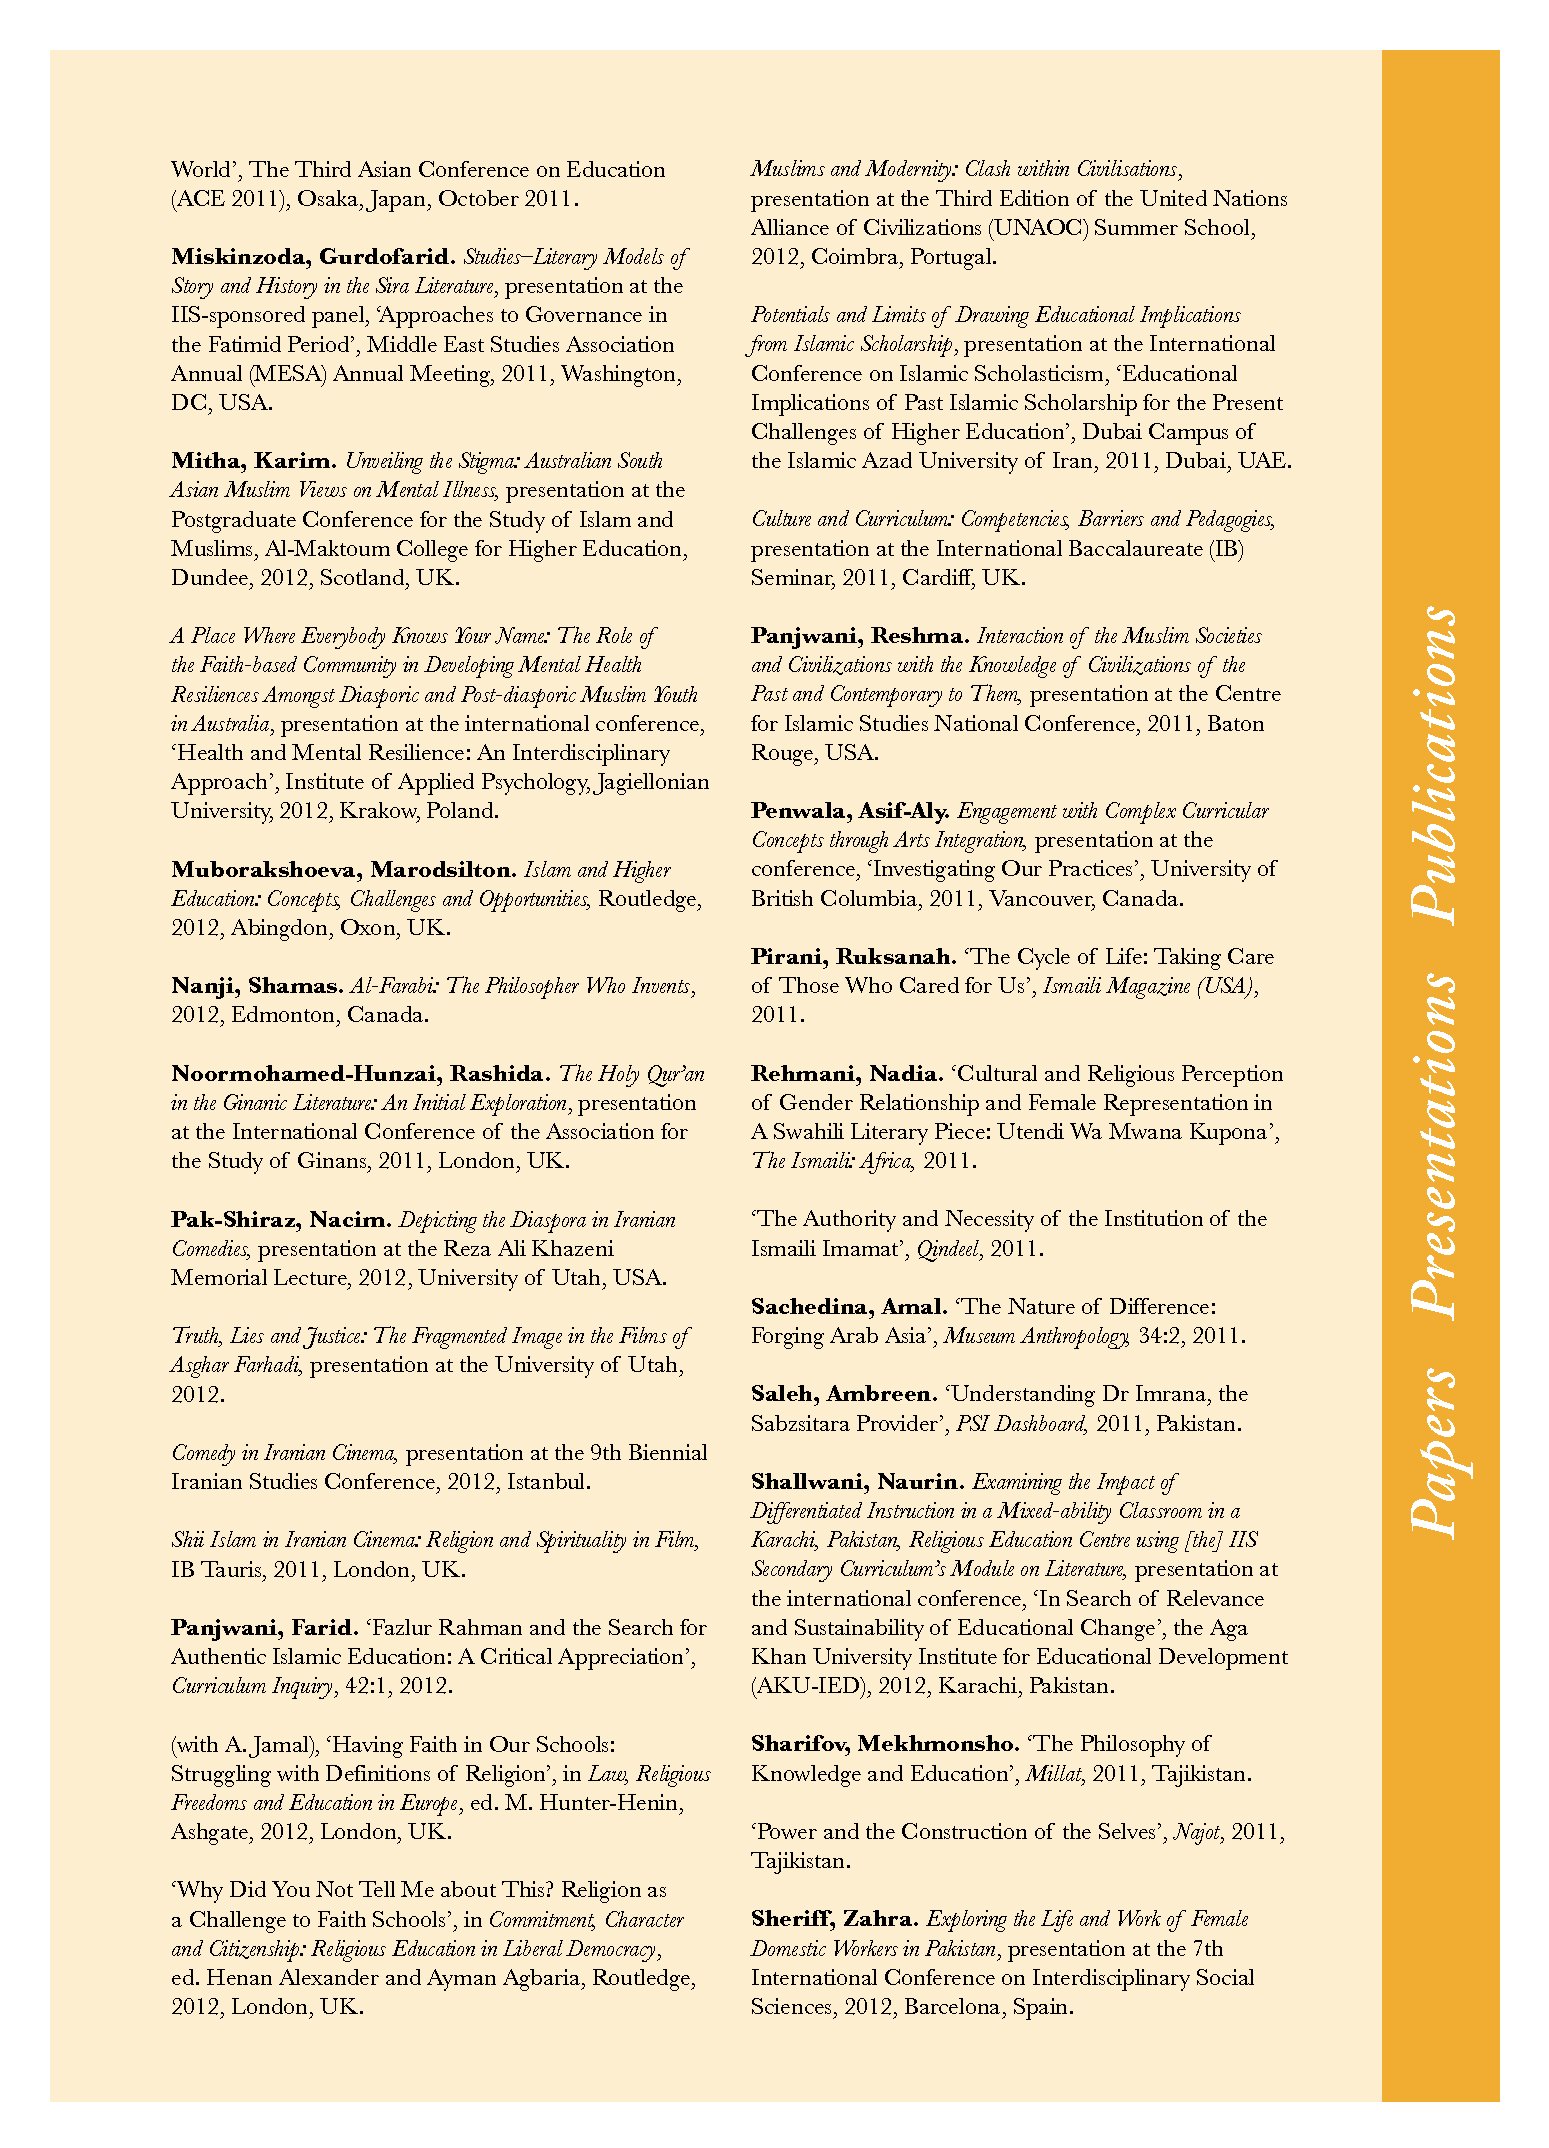 World’, The Third Asian Conference on Education
(ACE 2011), Osaka, Japan, October 2011.
Miskinzoda, Gurdofarid. Studies–Literary Models of
Story and History in the Sira Literature, presentation at the
IIS-sponsored panel, ‘Approaches to Governance in
the Fatimid Period’, Middle East Studies Association
Annual (MESA) Annual Meeting, 2011, Washington,
DC, USA.
Mitha, Karim. Unveiling the Stigma: Australian South
Asian Muslim Views on Mental Illness, presentation at the
Postgraduate Conference for the Study of Islam and
Muslims, Al-Maktoum College for Higher Education,
Dundee, 2012, Scotland, UK.
A Place Where Everybody Knows Your Name: The Role of
the Faith-based Community in Developing Mental Health
Resiliences Amongst Diasporic and Post-diasporic Muslim Youth
in Australia, presentation at the international conference,
‘Health and Mental Resilience: An Interdisciplinary
Approach’, Institute of Applied Psychology, Jagiellonian
University, 2012, Krakow, Poland.
Muborakshoeva, Marodsilton. Islam and Higher
Education: Concepts, Challenges and Opportunities, Routledge,
2012, Abingdon, Oxon, UK.
Nanji, Shamas. Al-Farabi: The Philosopher Who Invents,
2012, Edmonton, Canada.
Noormohamed-Hunzai, Rashida. The Holy Qur’an
in the Ginanic Literature: An Initial Exploration, presentation
at the International Conference of the Association for
the Study of Ginans, 2011, London, UK.
Pak-Shiraz, Nacim. Depicting the Diaspora in Iranian
Comedies, presentation at the Reza Ali Khazeni
Memorial Lecture, 2012, University of Utah, USA.
Truth, Lies and Justice: The Fragmented Image in the Films of
Asghar Farhadi, presentation at the University of Utah,
2012.
Comedy in Iranian Cinema, presentation at the 9th Biennial
Iranian Studies Conference, 2012, Istanbul.
Shii Islam in Iranian Cinema: Religion and Spirituality in Film,
IB Tauris, 2011, London, UK.
Panjwani, Farid. ‘Fazlur Rahman and the Search for
Authentic Islamic Education: A Critical Appreciation’,
Curriculum Inquiry, 42:1, 2012.
(with A. Jamal), ‘Having Faith in Our Schools:
Struggling with Definitions of Religion’, in Law, Religious
Freedoms and Education in Europe, ed. M. Hunter-Henin,
Ashgate, 2012, London, UK.
‘Why Did You Not Tell Me about This? Religion as
a Challenge to Faith Schools’, in Commitment, Character
and Citizenship: Religious Education in Liberal Democracy,
ed. Henan Alexander and Ayman Agbaria, Routledge,
2012, London, UK.
Muslims and Modernity: Clash within Civilisations,
presentation at the Third Edition of the United Nations
Alliance of Civilizations (UNAOC) Summer School,
2012, Coimbra, Portugal.
Potentials and Limits of Drawing Educational Implications
from Islamic Scholarship, presentation at the International
Conference on Islamic Scholasticism, ‘Educational
Implications of Past Islamic Scholarship for the Present
Challenges of Higher Education’, Dubai Campus of
the Islamic Azad University of Iran, 2011, Dubai, UAE.
Culture and Curriculum: Competencies, Barriers and Pedagogies,
presentation at the International Baccalaureate (IB)
Seminar, 2011, Cardiff, UK.
Panjwani, Reshma. Interaction of the Muslim Societies
and Civilizations with the Knowledge of Civilizations of the
Past and Contemporary to Them, presentation at the Centre
for Islamic Studies National Conference, 2011, Baton
Rouge, USA.
Penwala, Asif-Aly. Engagement with Complex Curricular
Concepts through Arts Integration, presentation at the
conference, ‘Investigating Our Practices’, University of
British Columbia, 2011, Vancouver, Canada.
Pirani, Ruksanah. ‘The Cycle of Life: Taking Care
of Those Who Cared for Us’, Ismaili Magazine (USA),
2011.
Rehmani, Nadia. ‘Cultural and Religious Perception
of Gender Relationship and Female Representation in
A Swahili Literary Piece: Utendi Wa Mwana Kupona’,
The Ismaili: Africa, 2011.
‘The Authority and Necessity of the Institution of the
Ismaili Imamat’, Qindeel, 2011.
Sachedina, Amal. ‘The Nature of Difference:
Forging Arab Asia’, Museum Anthropology, 34:2, 2011.
Saleh, Ambreen. ‘Understanding Dr Imrana, the
Sabzsitara Provider’, PSI Dashboard, 2011, Pakistan.
Shallwani, Naurin. Examining the Impact of
Differentiated Instruction in a Mixed-ability Classroom in a
Karachi, Pakistan, Religious Education Centre using [the] IIS
Secondary Curriculum’s Module on Literature, presentation at
the international conference, ‘In Search of Relevance
and Sustainability of Educational Change’, the Aga
Khan University Institute for Educational Development
(AKU-IED), 2012, Karachi, Pakistan.
Sharifov, Mekhmonsho. ‘The Philosophy of
Knowledge and Education’, Millat, 2011, Tajikistan.
‘Power and the Construction of the Selves’, Najot, 2011,
Tajikistan.
Sheriff, Zahra. Exploring the Life and Work of Female
Domestic Workers in Pakistan, presentation at the 7th
International Conference on Interdisciplinary Social
Sciences, 2012, Barcelona, Spain.
Papers Presentations Publications